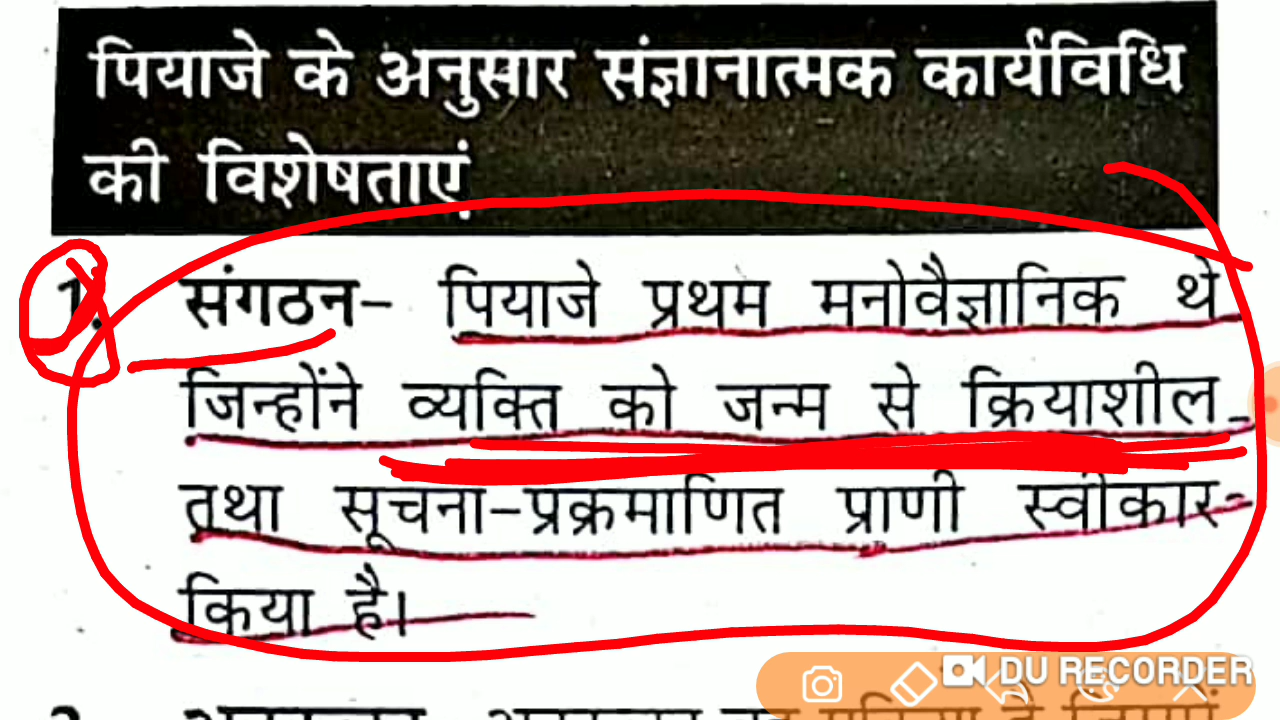 पियाजे के अनुसार संज्ञानात्मक कार्यविधि
की विशेषताएं
1. संगठन– पियाजे प्रथम मनोवैज्ञानिक थे
जिन्होंने व्यक्ति को जन्म से क्रियाशील
तथा सूचना–प्रक्रमाणित प्राणी स्वीकार
किया है।
DU RECORDER